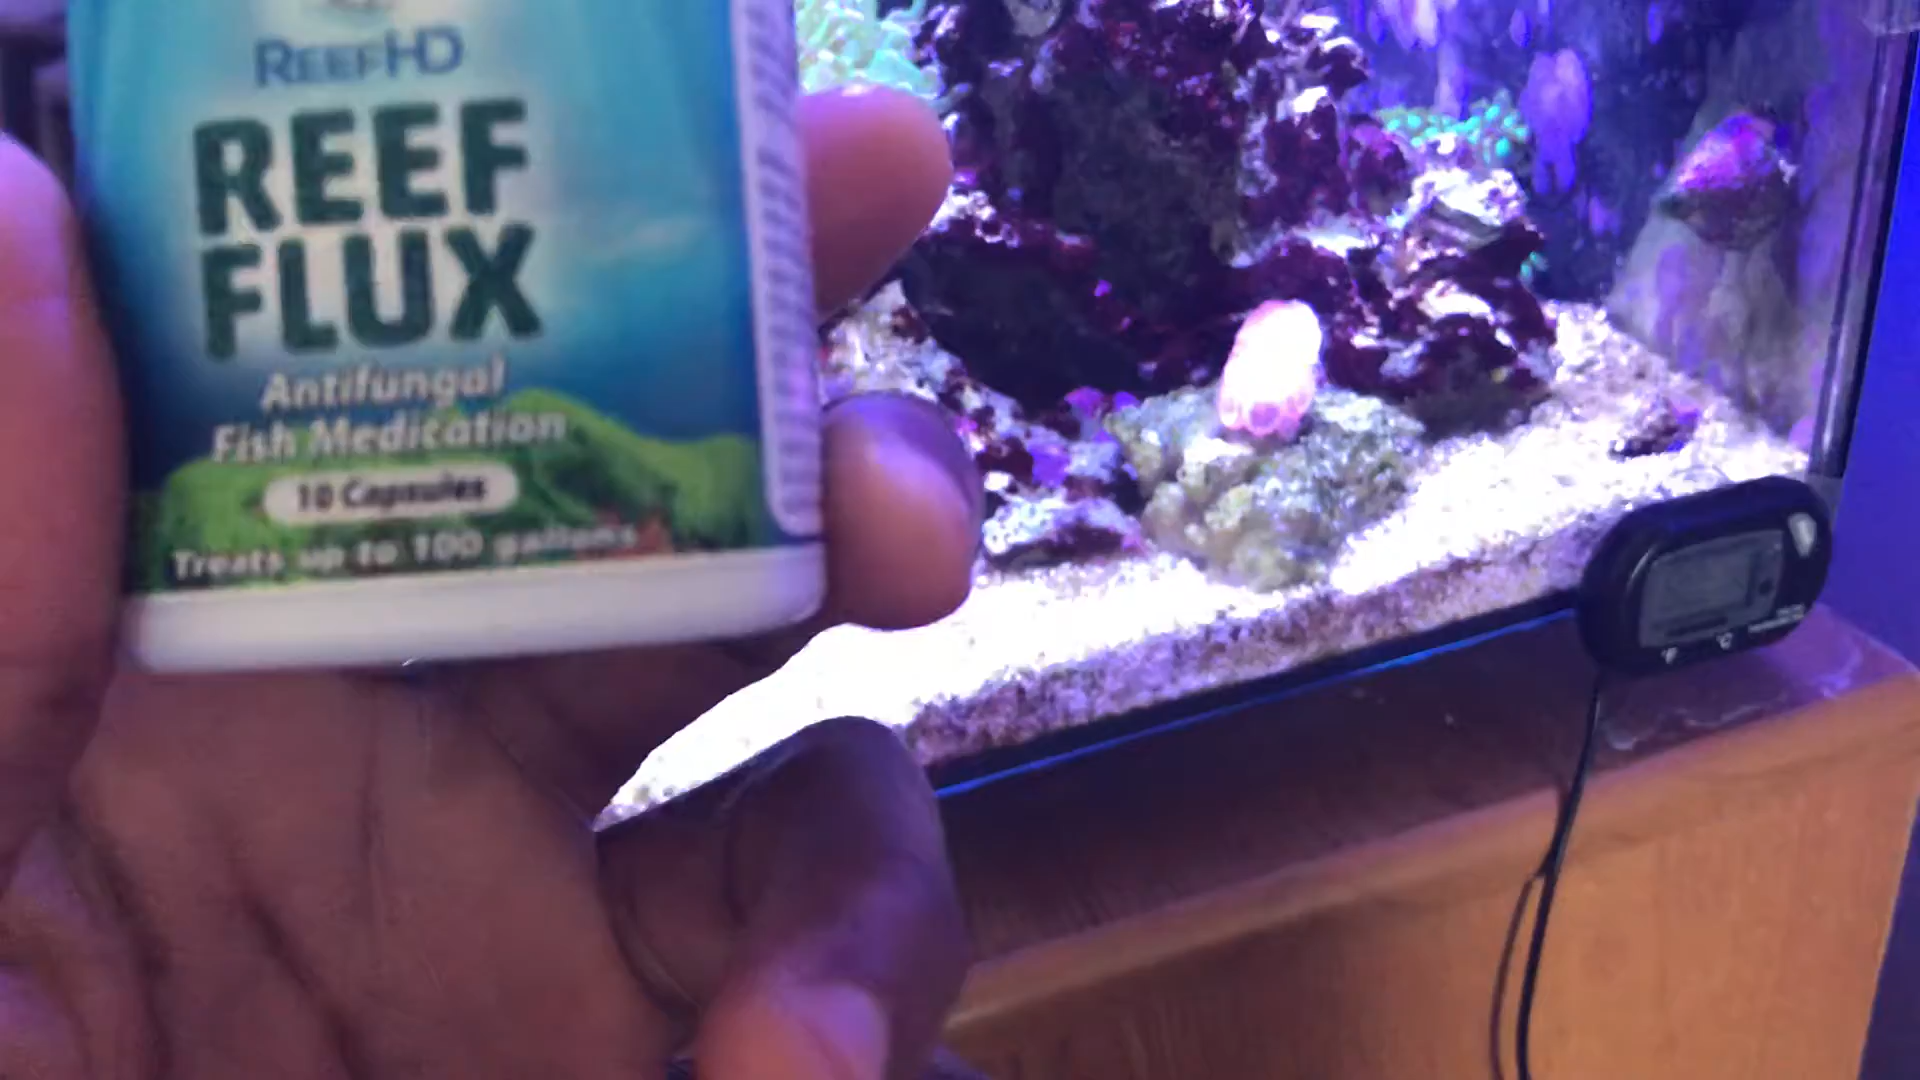 REEFHD
REEF
FLUX
Antifungal
Fish Medication
10 Capsules
Treats up to 100 gallons